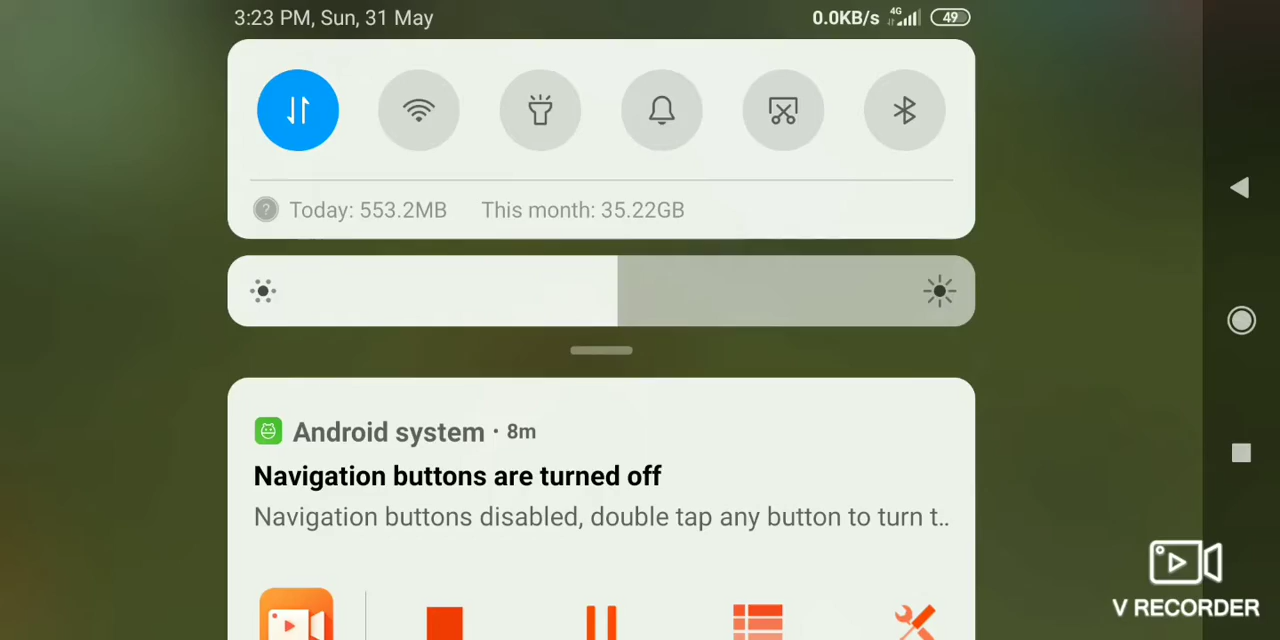 3:23 PM, Sun, 31 May 0.0KB/s 4G 49
? Today: 553.2MB This month: 35.22GB
Android system · 8m
Navigation buttons are turned off
Navigation buttons disabled, double tap any button to turn t..
V RECORDER